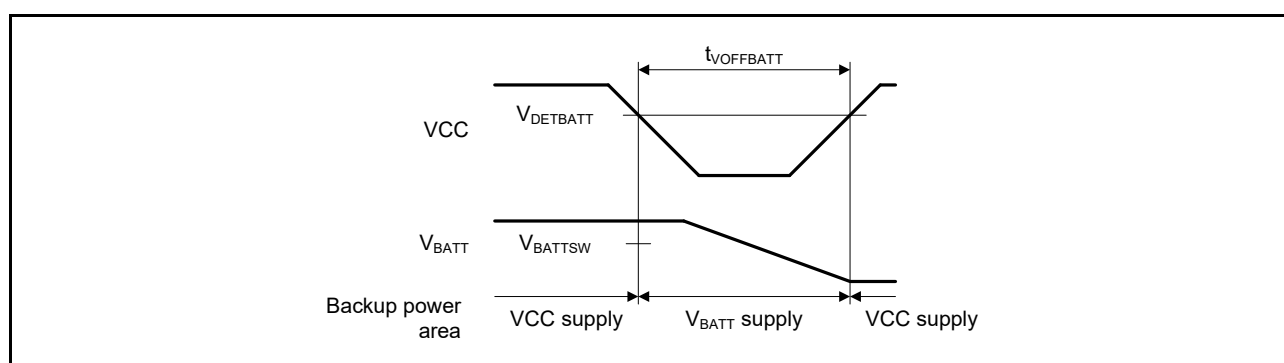 tVOFFBATT
VCC
VDETBATT
VBATT
VBATTSW
Backup power
area
VCC supply
VBATT supply
VCC supply